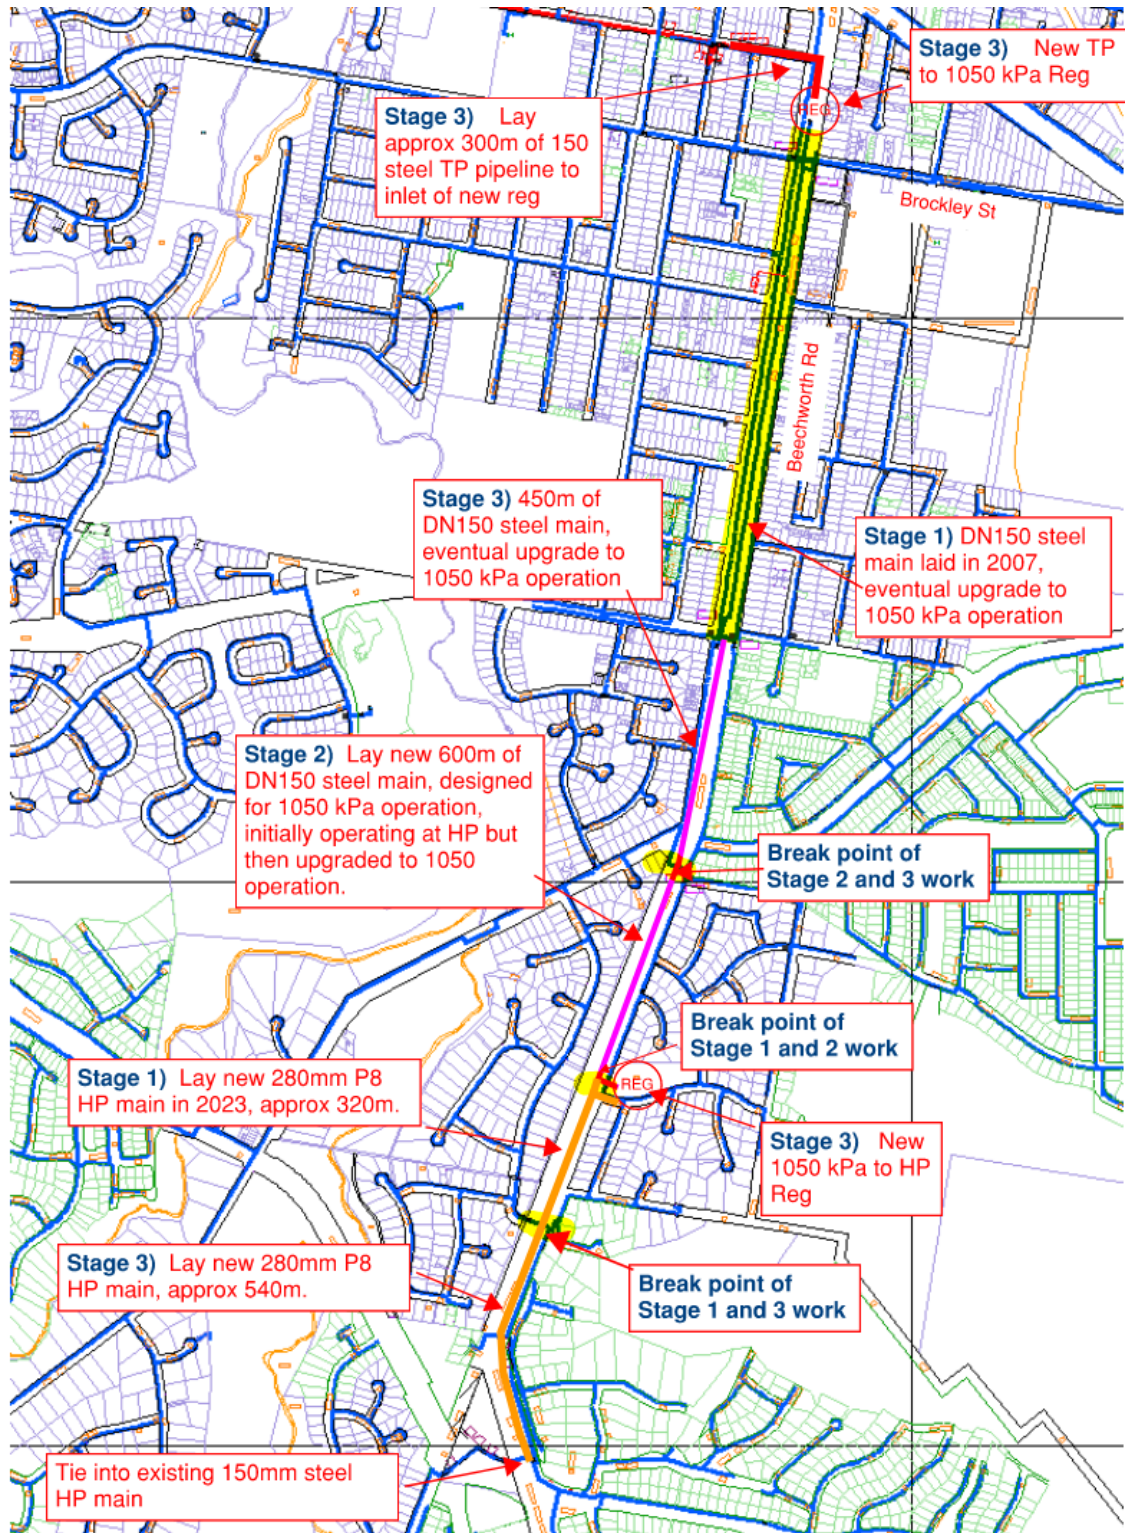 Stage 3) New TP
to 1050 kPa Reg
Stage 3) Lay
approx 300m of 150
steel TP pipeline to
inlet of new reg
REG
Brockley St
Beechworth Rd
Stage 3) 450m of
DN150 steel main,
eventual upgrade to
1050 kPa operation
Stage 1) DN150 steel
main laid in 2007,
eventual upgrade to
1050 kPa operation
Stage 2) Lay new 600m of
DN150 steel main, designed
for 1050 kPa operation,
initially operating at HP but
then upgraded to 1050
operation.
Break point of
Stage 2 and 3 work
Break point of
Stage 1 and 2 work
Stage 1) Lay new 280mm P8
HP main in 2023, approx 320m.
REG
Stage 3) New
1050 kPa to HP
Reg
Stage 3) Lay new 280mm P8
HP main, approx 540m.
Break point of
Stage 1 and 3 work
Tie into existing 150mm steel
HP main